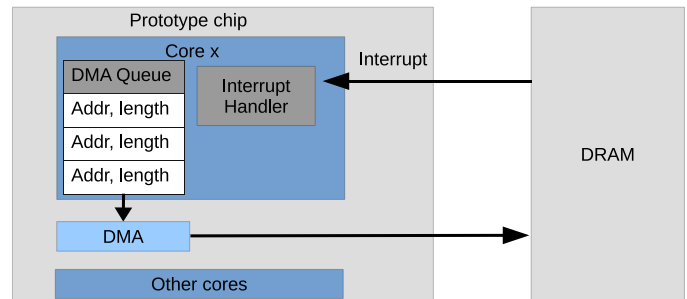 Prototype chip
Core x
DMA Queue
Addr, length
Addr, length
Addr, length
Interrupt
Handler
Interrupt
DRAM
DMA
Other cores